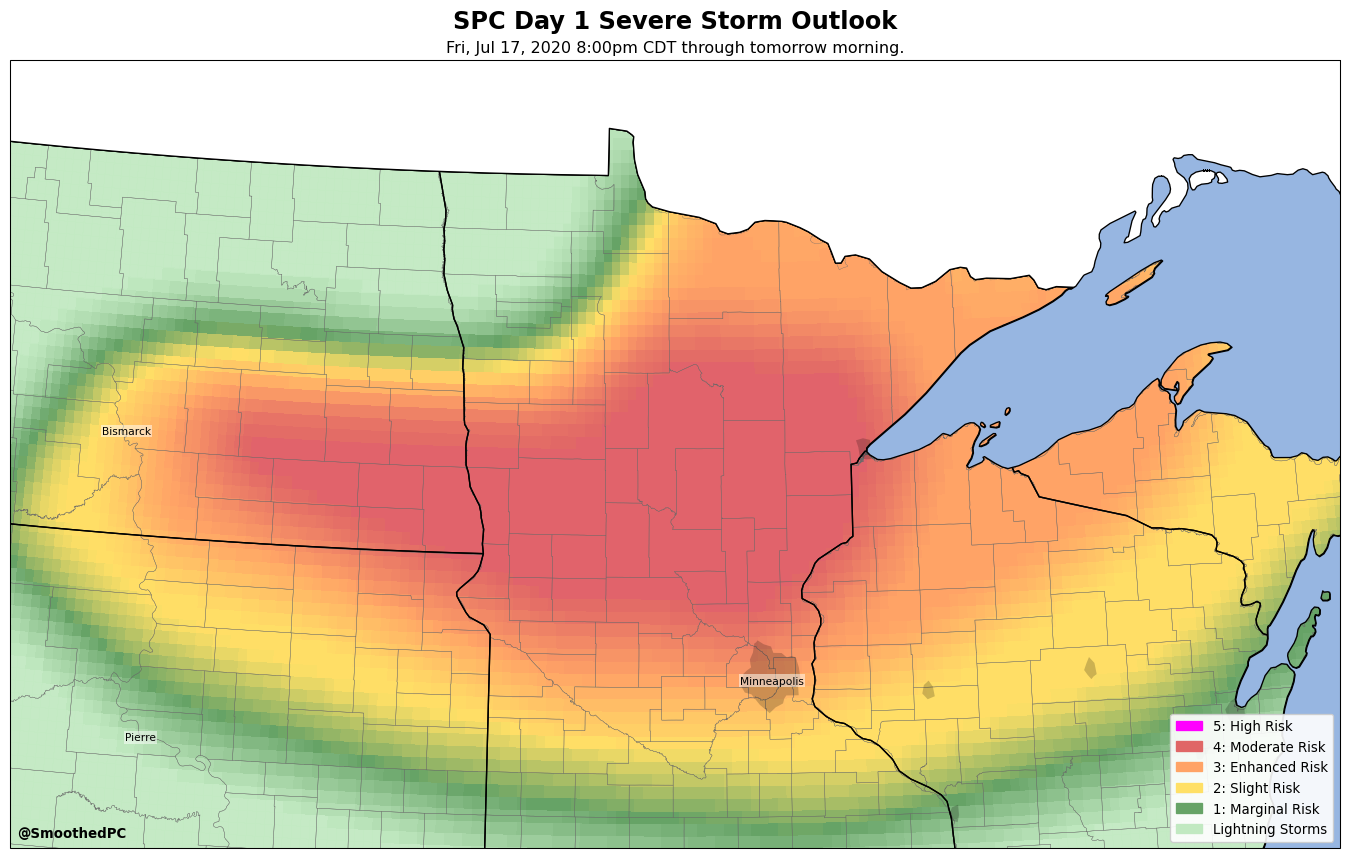 SPC Day 1 Severe Storm Outlook
Fri, Jul 17, 2020 8:00pm CDT through tomorrow morning.
Bismarck
Minneapolis
Pierre
5: High Risk
4: Moderate Risk
3: Enhanced Risk
2: Slight Risk
1: Marginal Risk
Lightning Storms
@SmoothedPC